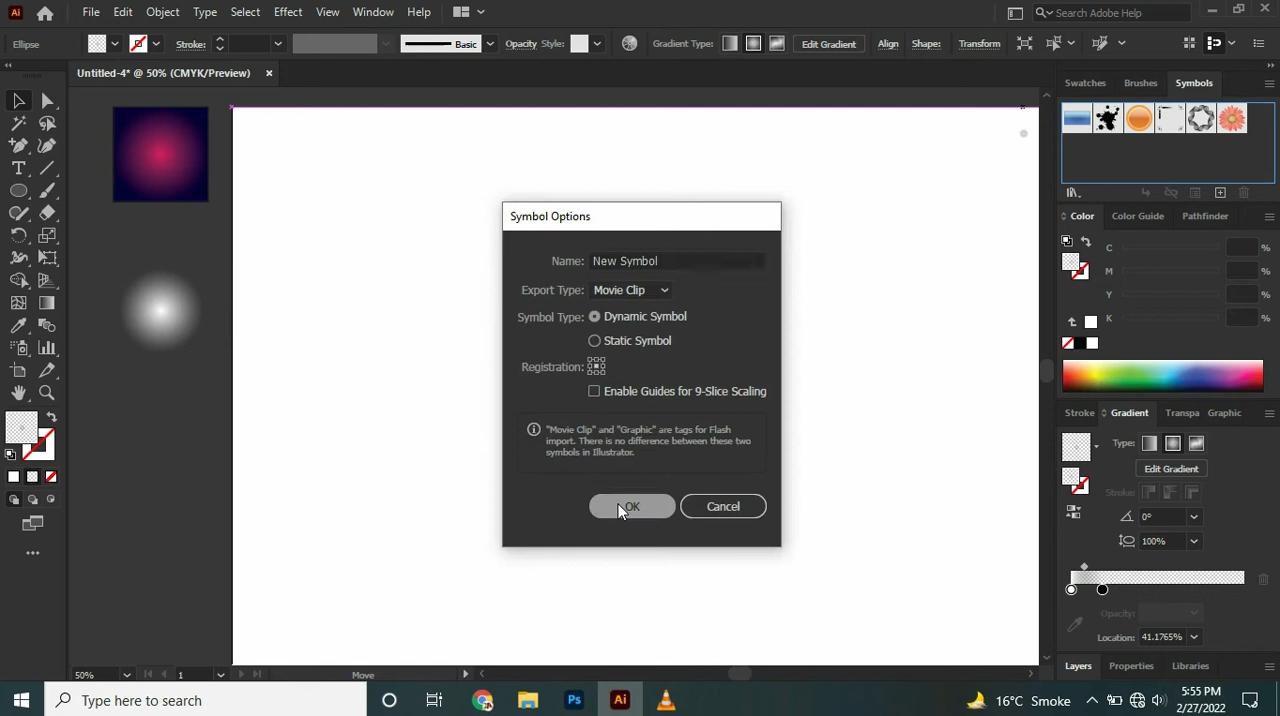 Ai File Edit Object Type Select Effect View Window Help Search Adobe Help
Ellipse Stroke: Basic Opacity Style: Gradient Type: Edit Gradient Align Shape: Transform
Untitled-4* @ 50% (CMYK/Preview) ×
Swatches Brushes Symbols
Color Color Guide Pathfinder
C %
M %
Y %
K %
Stroke Gradient Transpa Graphic
Type:
Edit Gradient
Stroke:
0°
100%
Opacity:
Location: 41.1765%
Layers Properties Libraries
Symbol Options
Name: New Symbol
Export Type: Movie Clip
Symbol Type: Dynamic Symbol
Static Symbol
Registration:
Enable Guides for 9-Slice Scaling
"Movie Clip" and "Graphic" are tags for Flash
import. There is no difference between these two
symbols in Illustrator.
OK Cancel
50% 1 Move
Type here to search Ps Ai 16°C Smoke 5:55 PM
2/27/2022